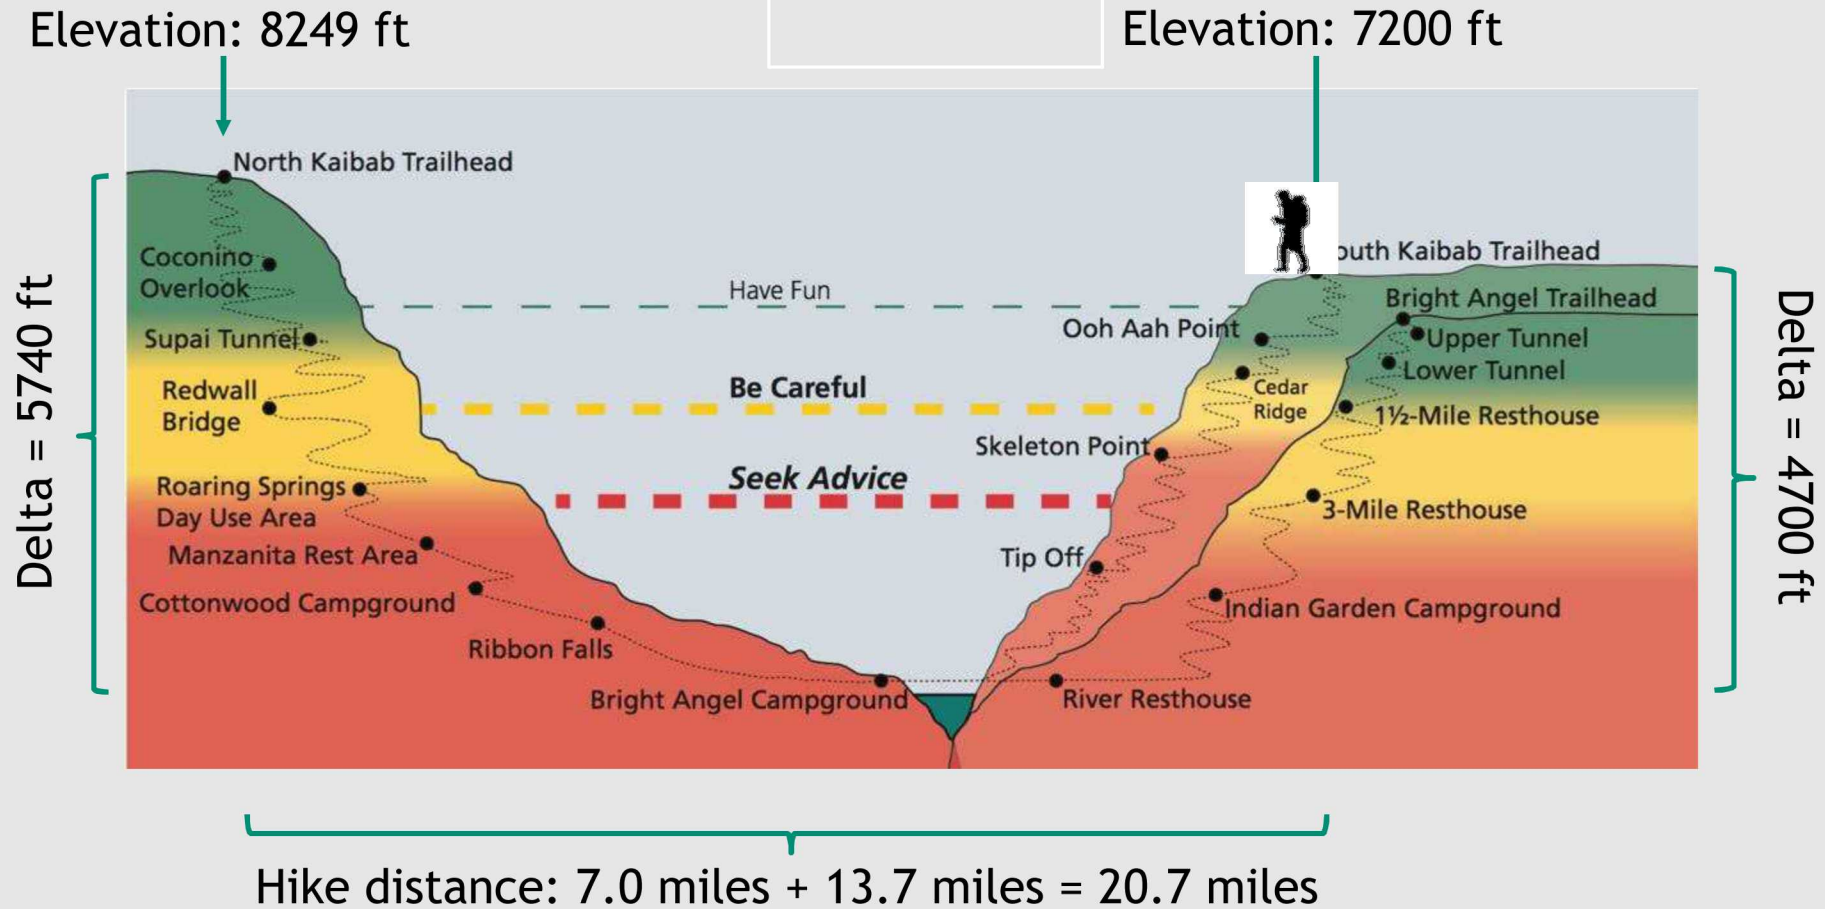 Elevation: 8249 ft
Elevation: 7200 ft
North Kaibab Trailhead
outh Kaibab Trailhead
Coconino
Overlook
Have Fun
Bright Angel Trailhead
Ooh Aah Point
Upper Tunnel
Supai Tunnel
Lower Tunnel
Redwall
Bridge
Be Careful
Cedar
Ridge
1½-Mile Resthouse
Skeleton Point
Seek Advice
Roaring Springs
Day Use Area
3-Mile Resthouse
Manzanita Rest Area
Tip Off
Cottonwood Campground
Indian Garden Campground
Ribbon Falls
Bright Angel Campground
River Resthouse
Delta = 5740 ft
Delta = 4700 ft
Hike distance: 7.0 miles + 13.7 miles = 20.7 miles